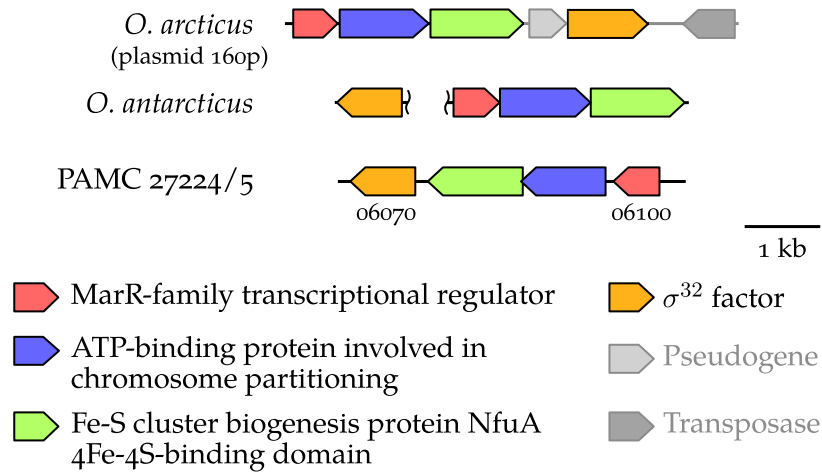 O. arcticus
(plasmid 160p)
O. antarcticus
PAMC 27224/5
06070 06100
1 kb
MarR-family transcriptional regulator
σ³² factor
ATP-binding protein involved in
chromosome partitioning
Pseudogene
Fe-S cluster biogenesis protein NfuA
4Fe-4S-binding domain
Transposase